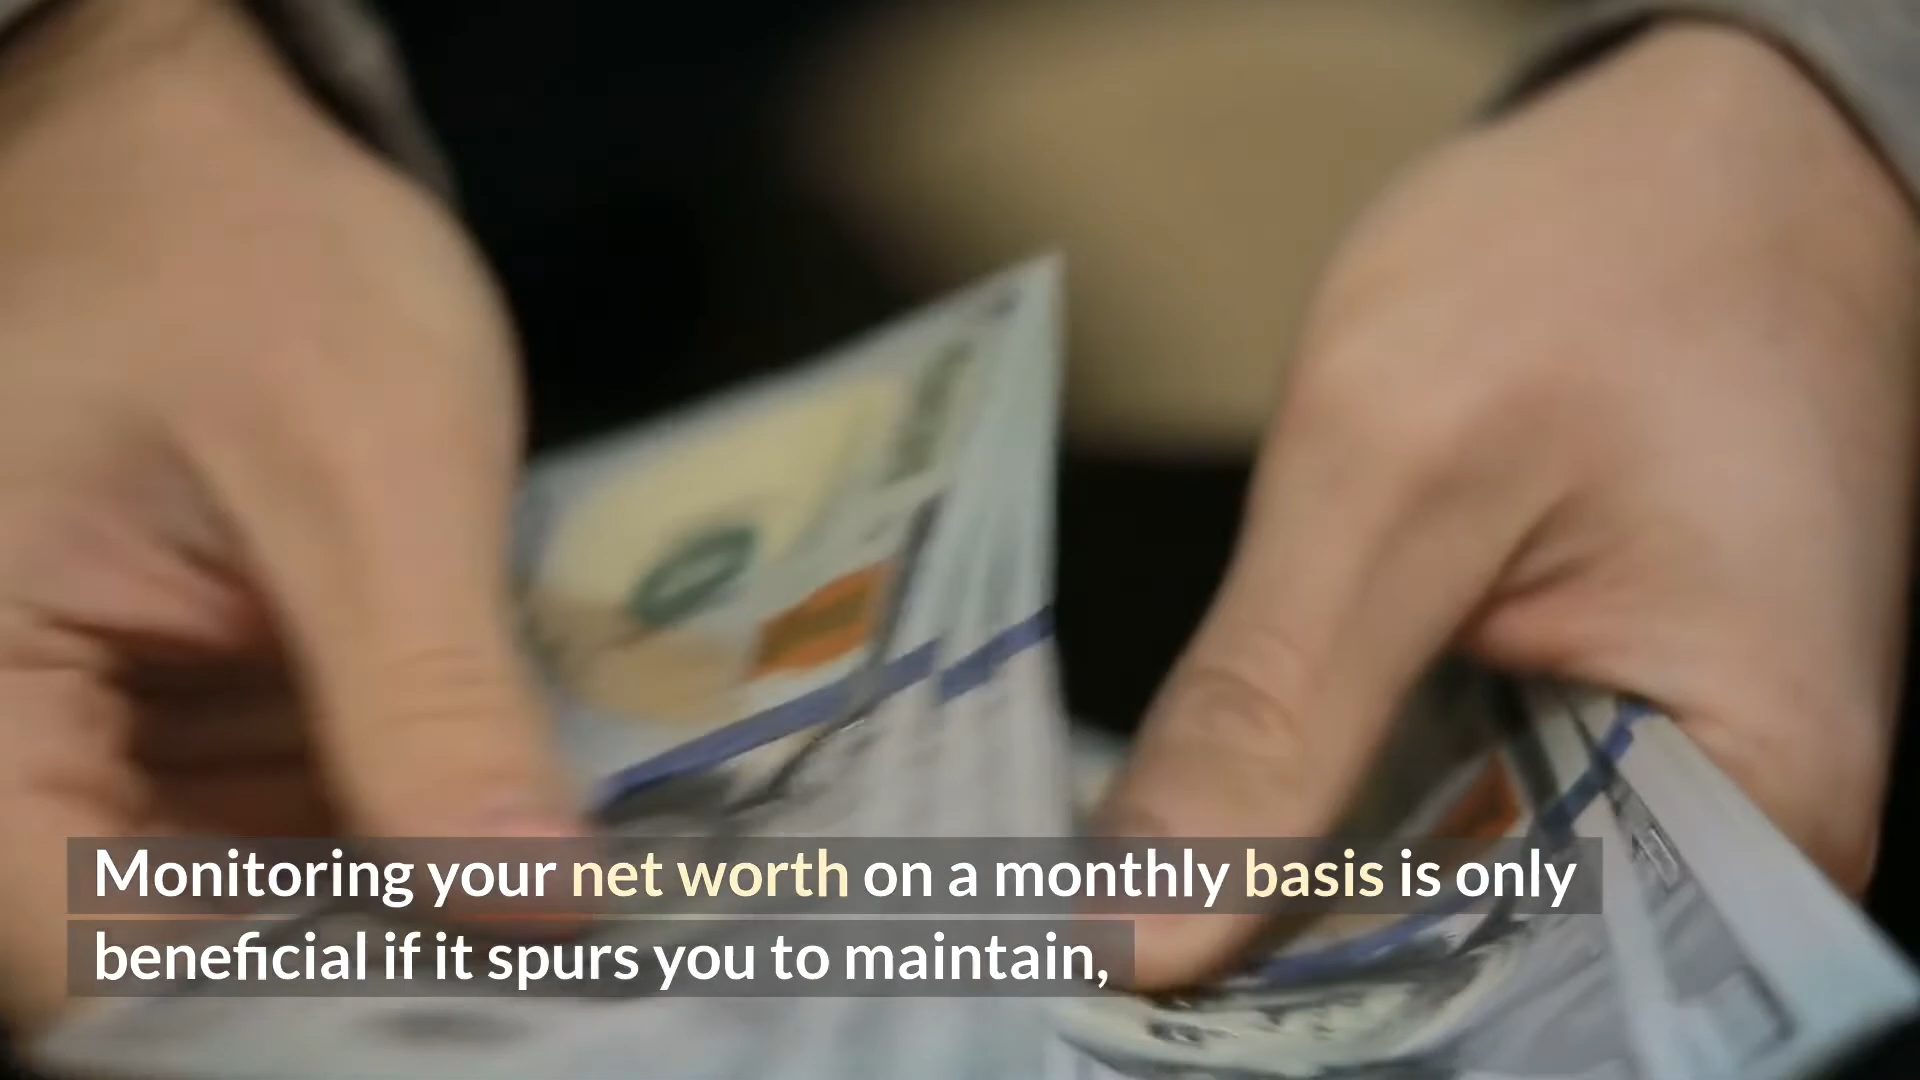 Monitoring your net worth on a monthly basis is only
beneficial if it spurs you to maintain,